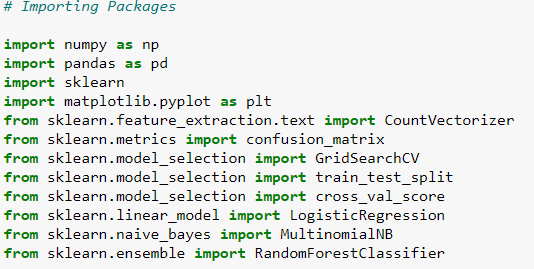 # Importing Packages
import numpy as np
import pandas as pd
import sklearn
import matplotlib.pyplot as plt
from sklearn.feature_extraction.text import CountVectorizer
from sklearn.metrics import confusion_matrix
from sklearn.model_selection import GridSearchCV
from sklearn.model_selection import train_test_split
from sklearn.model_selection import cross_val_score
from sklearn.linear_model import LogisticRegression
from sklearn.naive_bayes import MultinomialNB
from sklearn.ensemble import RandomForestClassifier